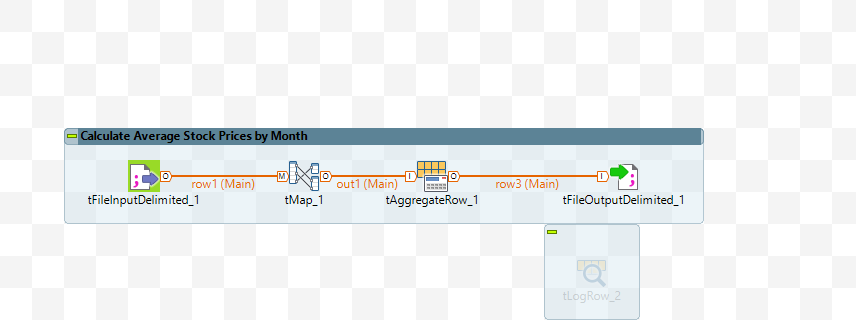 Calculate Average Stock Prices by Month
O row1 (Main) M O out1 (Main) I O row3 (Main) I
tFileInputDelimited_1 tMap_1 tAggregateRow_1 tFileOutputDelimited_1
tLogRow_2